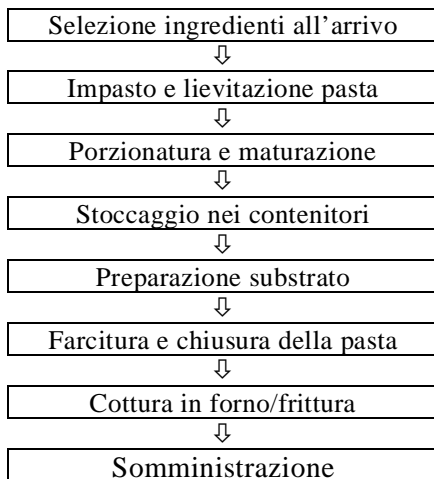 Selezione ingredienti all'arrivo
⇩
Impasto e lievitazione pasta
⇩
Porzionatura e maturazione
⇩
Stoccaggio nei contenitori
⇩
Preparazione substrato
⇩
Farcitura e chiusura della pasta
⇩
Cottura in forno/frittura
⇩
Somministrazione